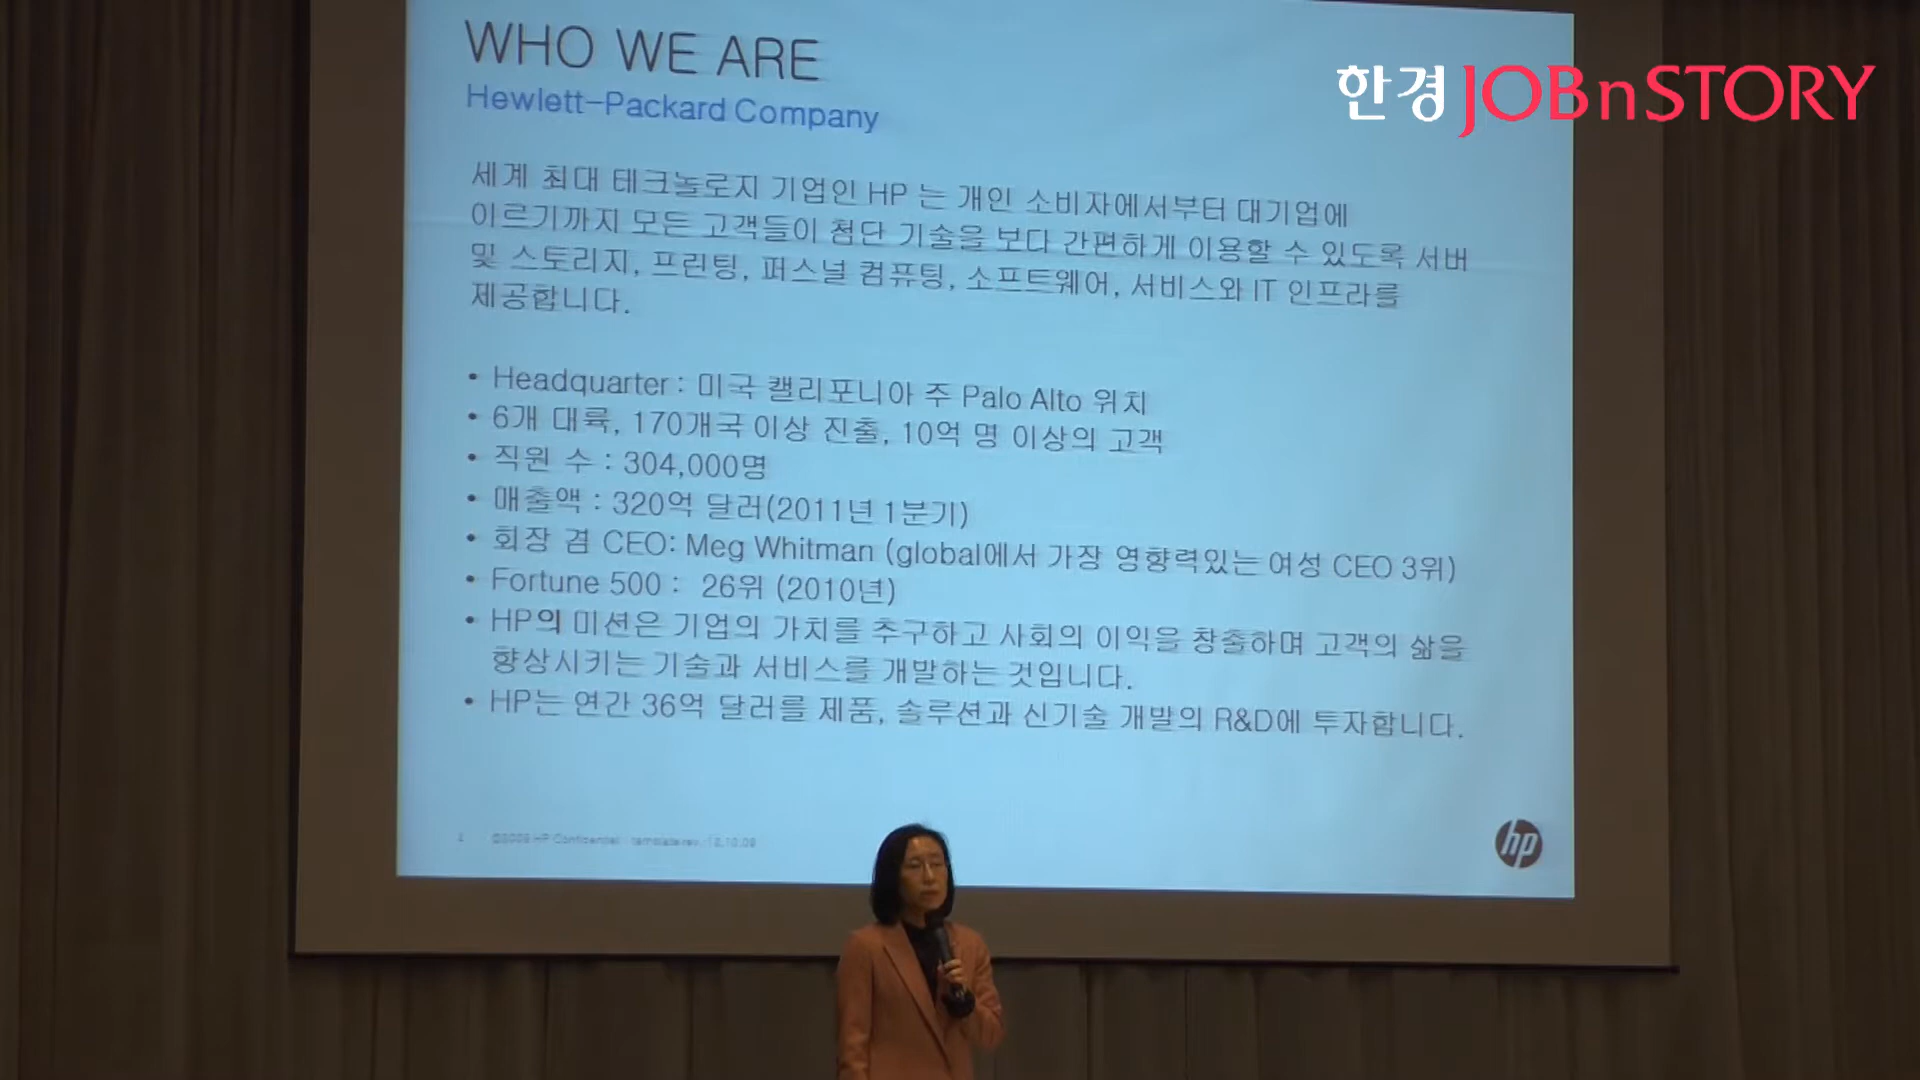 WHO WE ARE
한경 JOBnSTORY
Hewlett-Packard Company
세계 최대 테크놀로지 기업인 HP 는 개인 소비자에서부터 대기업에
이르기까지 모든 고객들이 첨단 기술을 보다 간편하게 이용할 수 있도록 서버
및 스토리지, 프린팅, 퍼스널 컴퓨팅, 소프트웨어, 서비스와 IT 인프라를
제공합니다.
• Headquarter : 미국 캘리포니아 주 Palo Alto 위치
• 6개 대륙, 170개국 이상 진출, 10억 명 이상의 고객
• 직원 수 : 304,000명
• 매출액 : 320억 달러(2011년 1분기)
• 회장 겸 CEO: Meg Whitman (global에서 가장 영향력있는 여성 CEO 3위)
• Fortune 500 : 26위 (2010년)
• HP의 미션은 기업의 가치를 추구하고 사회의 이익을 창출하며 고객의 삶을
향상시키는 기술과 서비스를 개발하는 것입니다.
• HP는 연간 36억 달러를 제품, 솔루션과 신기술 개발의 R&D에 투자합니다.
HP Confidential
hp